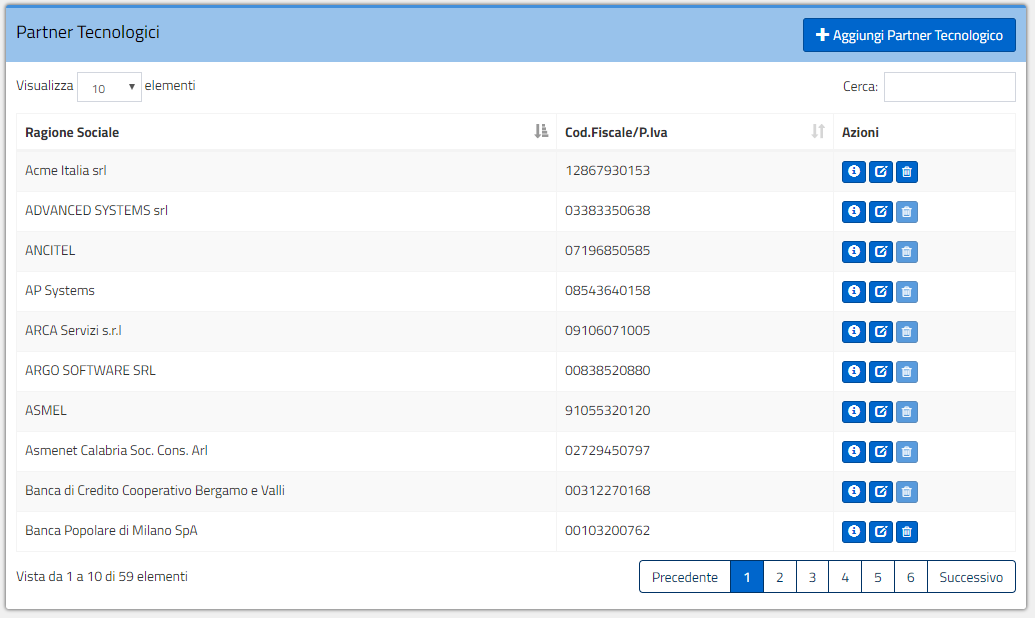 Partner Tecnologici
Aggiungi Partner Tecnologico
Visualizza 10 elementi Cerca:
Ragione Sociale Cod.Fiscale/P.Iva Azioni
Acme Italia srl 12867930153
ADVANCED SYSTEMS srl 03383350638
ANCITEL 07196850585
AP Systems 08543640158
ARCA Servizi s.r.l 09106071005
ARGO SOFTWARE SRL 00838520880
ASMEL 91055320120
Asmenet Calabria Soc. Cons. Arl 02729450797
Banca di Credito Cooperativo Bergamo e Valli 00312270168
Banca Popolare di Milano SpA 00103200762
Vista da 1 a 10 di 59 elementi Precedente 1 2 3 4 5 6 Successivo